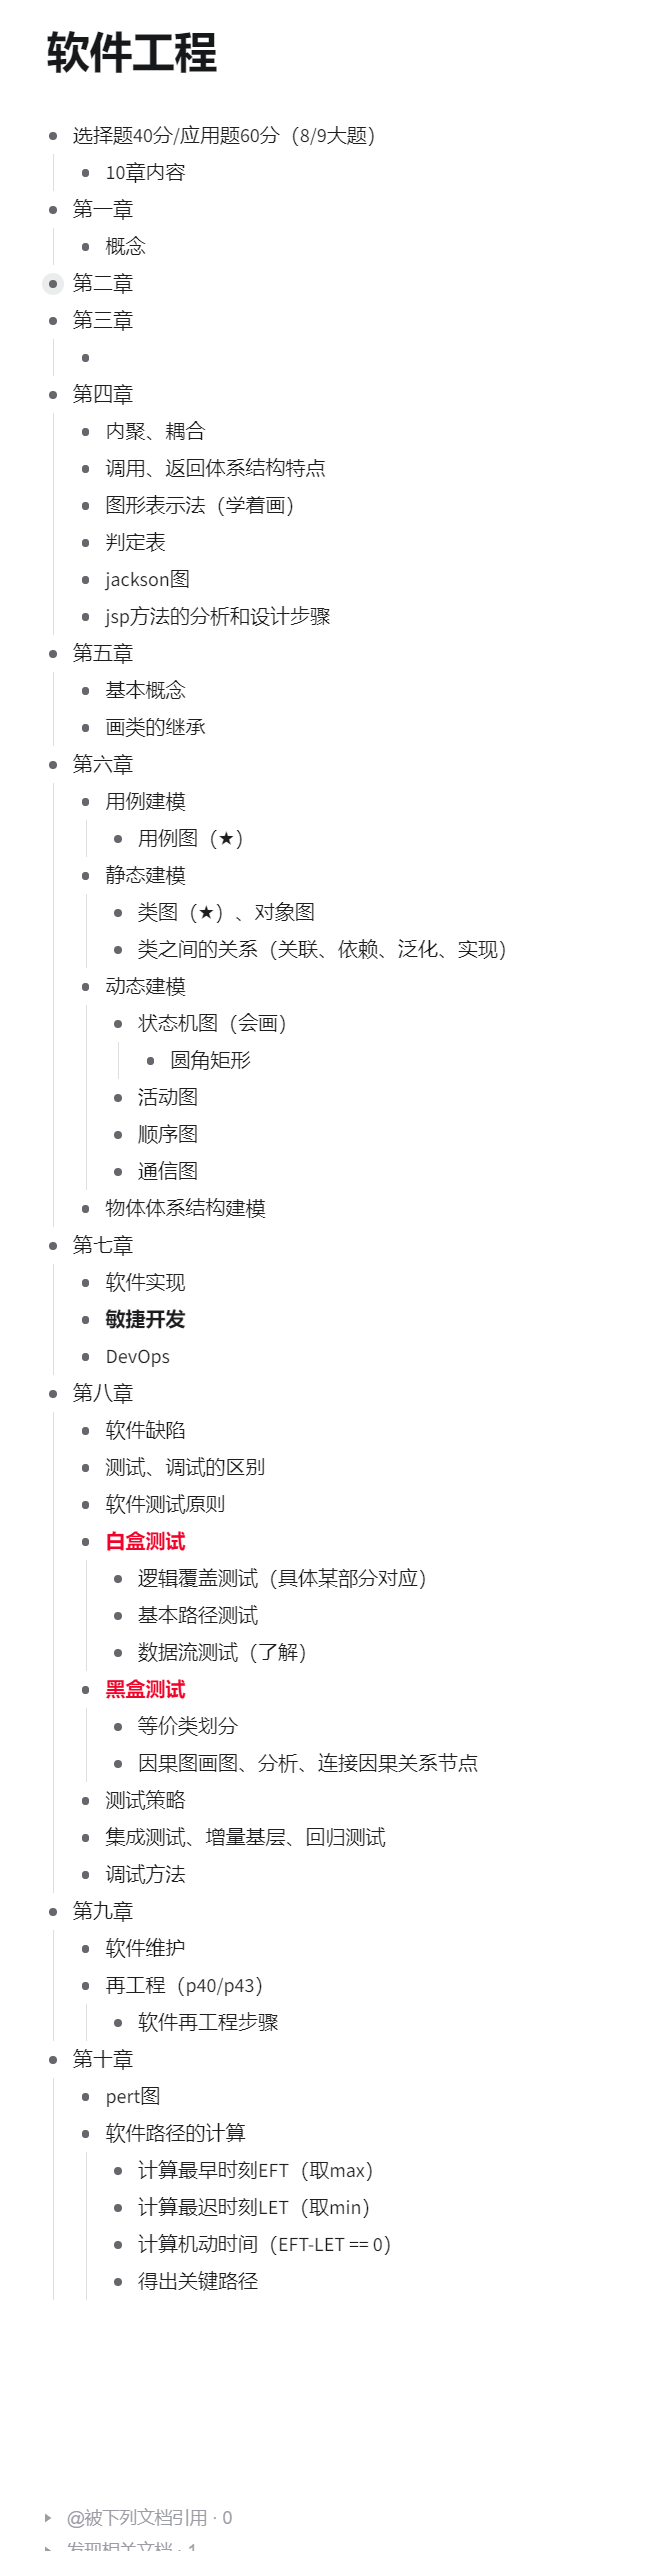 软件工程
选择题40分/应用题60分（8/9大题）
10章内容
第一章
概念
第二章
第三章
第四章
内聚、耦合
调用、返回体系结构特点
图形表示法（学着画）
判定表
jackson图
jsp方法的分析和设计步骤
第五章
基本概念
画类的继承
第六章
用例建模
用例图（★）
静态建模
类图（★）、对象图
类之间的关系（关联、依赖、泛化、实现）
动态建模
状态机图（会画）
圆角矩形
活动图
顺序图
通信图
物体体系结构建模
第七章
软件实现
敏捷开发
DevOps
第八章
软件缺陷
测试、调试的区别
软件测试原则
白盒测试
逻辑覆盖测试（具体某部分对应）
基本路径测试
数据流测试（了解）
黑盒测试
等价类划分
因果图画图、分析、连接因果关系节点
测试策略
集成测试、增量基层、回归测试
调试方法
第九章
软件维护
再工程（p40/p43）
软件再工程步骤
第十章
pert图
软件路径的计算
计算最早时刻EFT（取max）
计算最迟时刻LET（取min）
计算机动时间（EFT-LET == 0）
得出关键路径
@被下列文档引用 · 0
发现相关文档 · 1